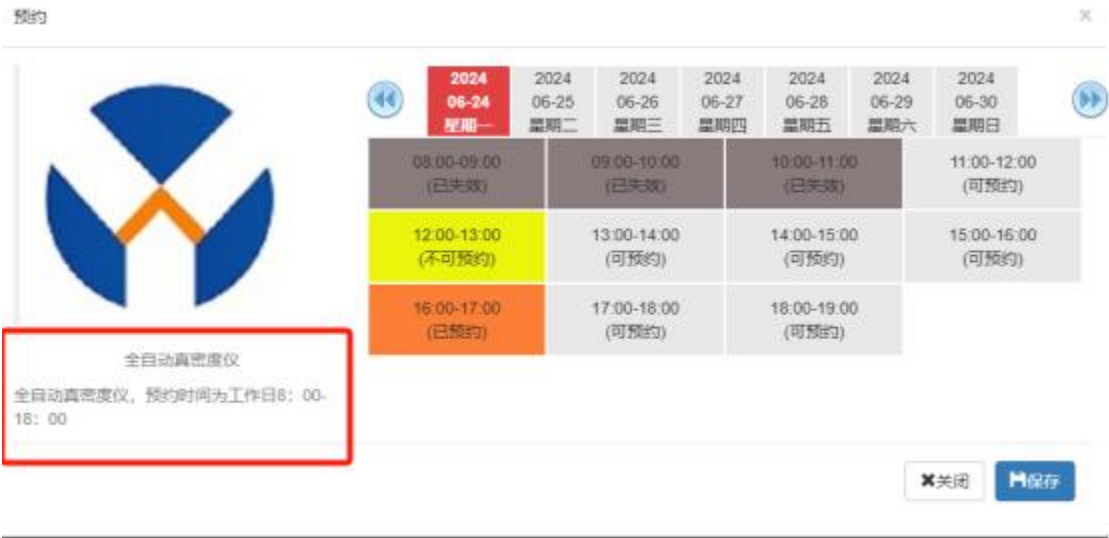 预约
×
2024 2024 2024 2024 2024 2024 2024
06-24 06-25 06-26 06-27 06-28 06-29 06-30
星期一 星期二 星期三 星期四 星期五 星期六 星期日
08:00-09:00 09:00-10:00 10:00-11:00 11:00-12:00
(已失效) (已失效) (已失效) (可预约)
12:00-13:00 13:00-14:00 14:00-15:00 15:00-16:00
(不可预约) (可预约) (可预约) (可预约)
16:00-17:00 17:00-18:00 18:00-19:00
(已预约) (可预约) (可预约)
全自动真密度仪
全自动真密度仪，预约时间为工作日8：00-
18：00
关闭 保存